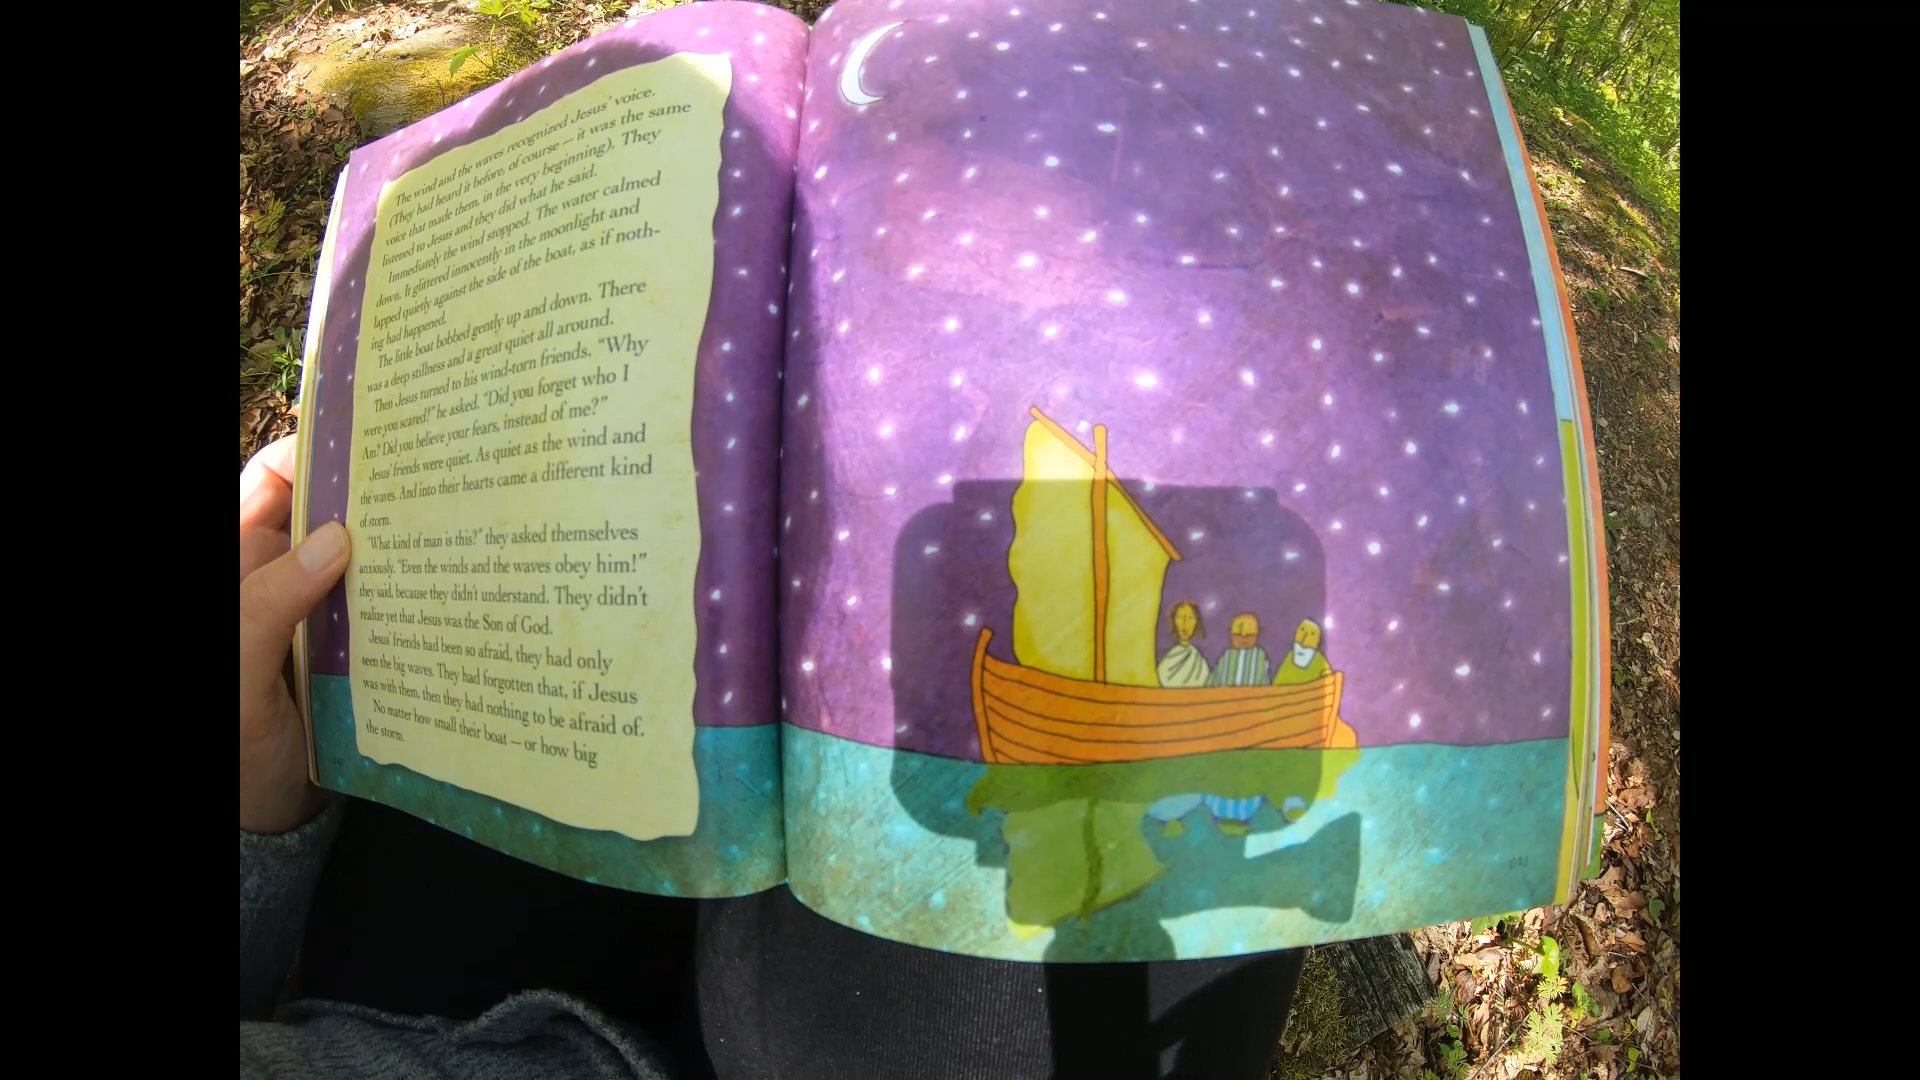 The wind and the waves recognized Jesus' voice.
(They had heard it before, of course — it was the same
voice that made them, in the very beginning). They
listened to Jesus and they did what he said.
Immediately the wind stopped. The water calmed
down. It glittered innocently in the moonlight and
lapped quietly against the side of the boat, as if noth-
ing had happened.
The little boat bobbed gently up and down. There
was a deep stillness and a great quiet all around.
Then Jesus turned to his wind-torn friends. “Why
were you scared?” he asked. “Did you forget who I
Am? Did you believe your fears, instead of me?”
Jesus' friends were quiet. As quiet as the wind and
the waves. And into their hearts came a different kind
of storm.
“What kind of man is this?” they asked themselves
anxiously. “Even the winds and the waves obey him!”
they said, because they didn't understand. They didn't
realize yet that Jesus was the Son of God.
Jesus' friends had been so afraid, they had only
seen the big waves. They had forgotten that, if Jesus
was with them, then they had nothing to be afraid of.
No matter how small their boat — or how big
the storm.